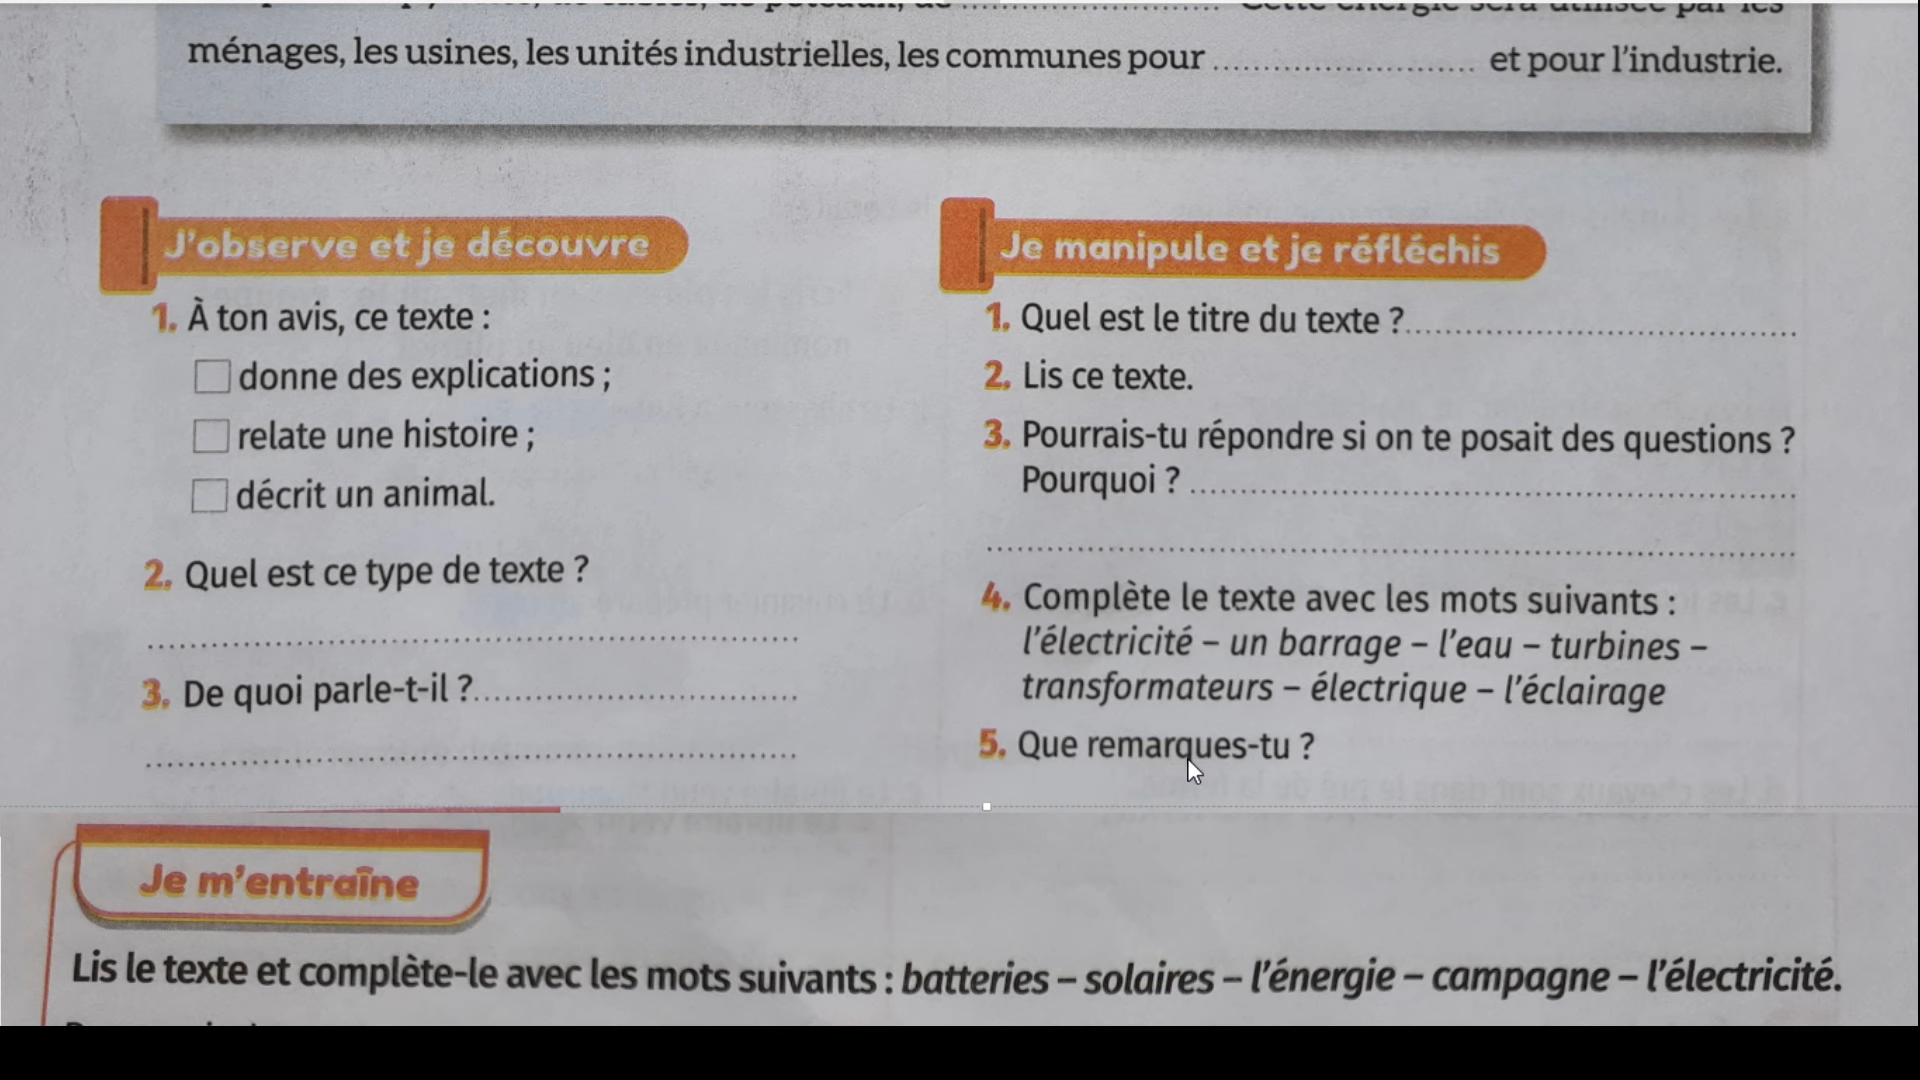 ménages, les usines, les unités industrielles, les communes pour ........................ et pour l'industrie.
J'observe et je découvre
1. À ton avis, ce texte :
donne des explications ;
relate une histoire ;
décrit un animal.
2. Quel est ce type de texte ?
3. De quoi parle-t-il ?
Je manipule et je réfléchis
1. Quel est le titre du texte ?
2. Lis ce texte.
3. Pourrais-tu répondre si on te posait des questions ?
Pourquoi ?
4. Complète le texte avec les mots suivants :
l'électricité – un barrage – l'eau – turbines –
transformateurs – électrique – l'éclairage
5. Que remarques-tu ?
Je m'entraîne
Lis le texte et complète-le avec les mots suivants : batteries – solaires – l'énergie – campagne – l'électricité.